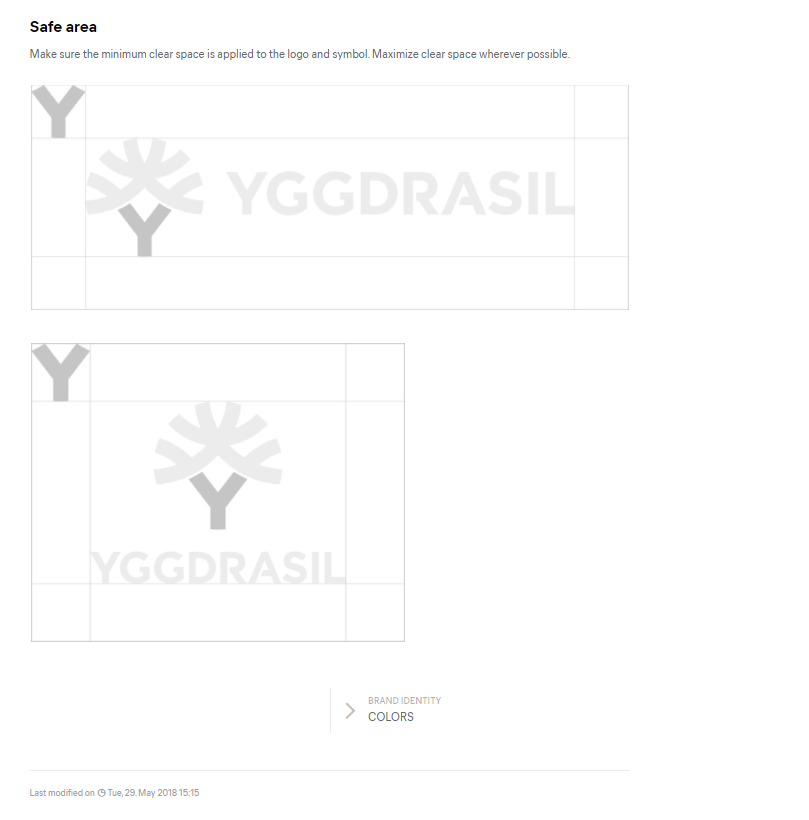 Safe area
Make sure the minimum clear space is applied to the logo and symbol. Maximize clear space wherever possible.
Y
YGGDRASIL
Y
Y
Y
YGGDRASIL
BRAND IDENTITY
COLORS
Last modified on Tue, 29. May 2018 15:15